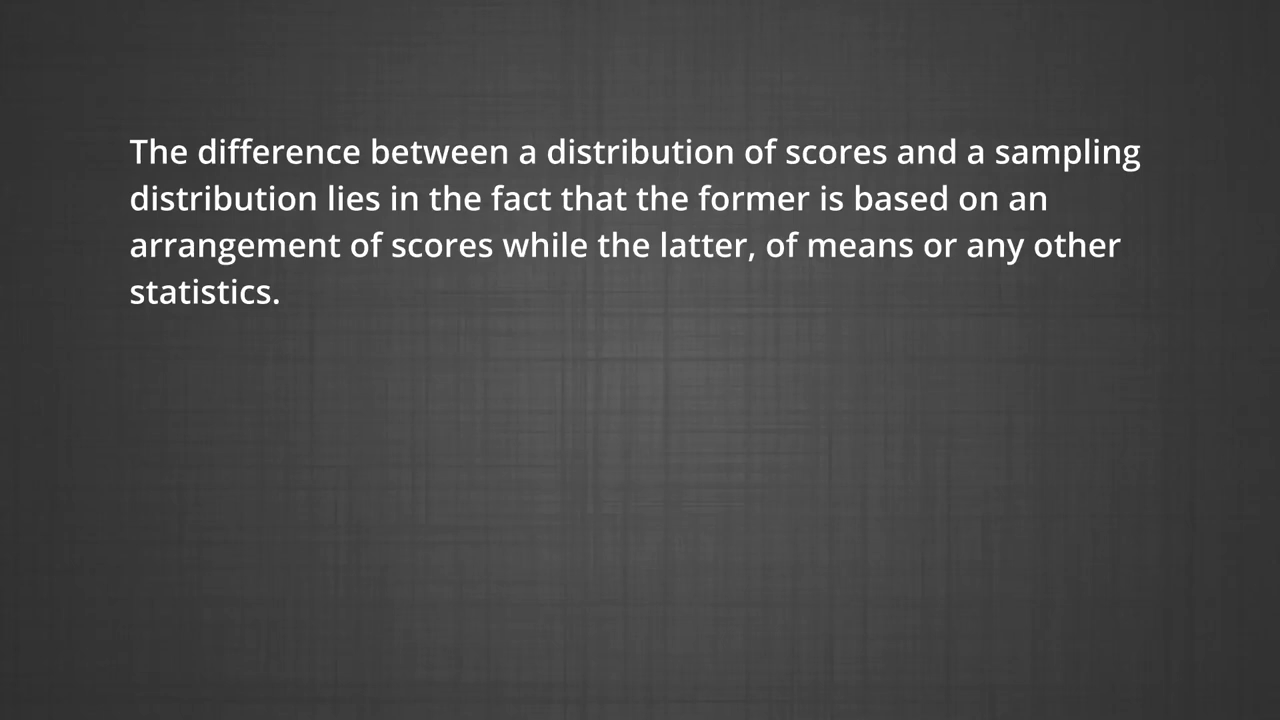 The difference between a distribution of scores and a sampling
distribution lies in the fact that the former is based on an
arrangement of scores while the latter, of means or any other
statistics.